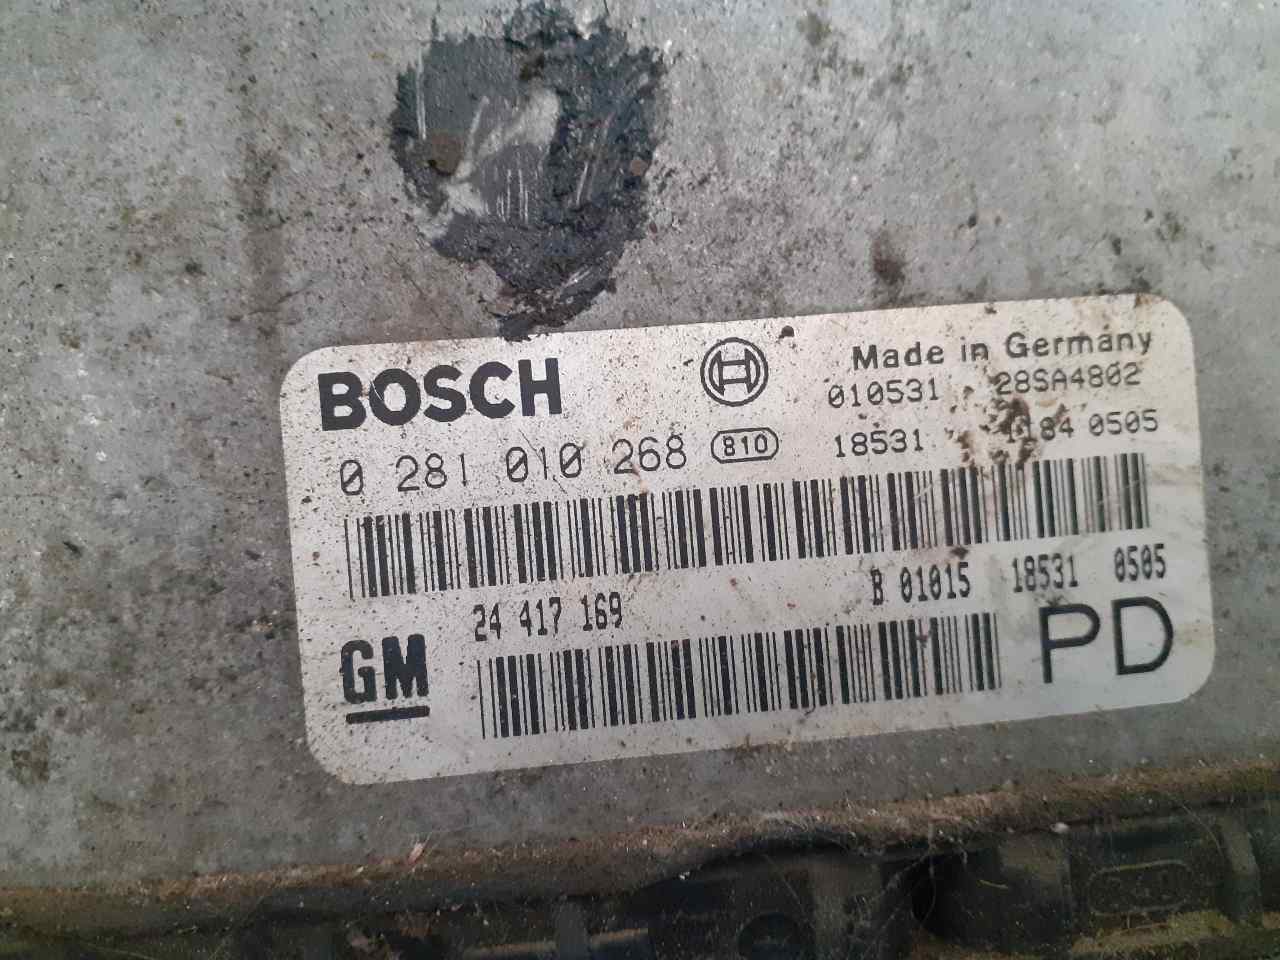 BOSCH
Made in Germany
010531 28SA4802
0 281 010 268 810 18531 1184 0505
24 417 169 B 01015 18531 0505
GM
PD